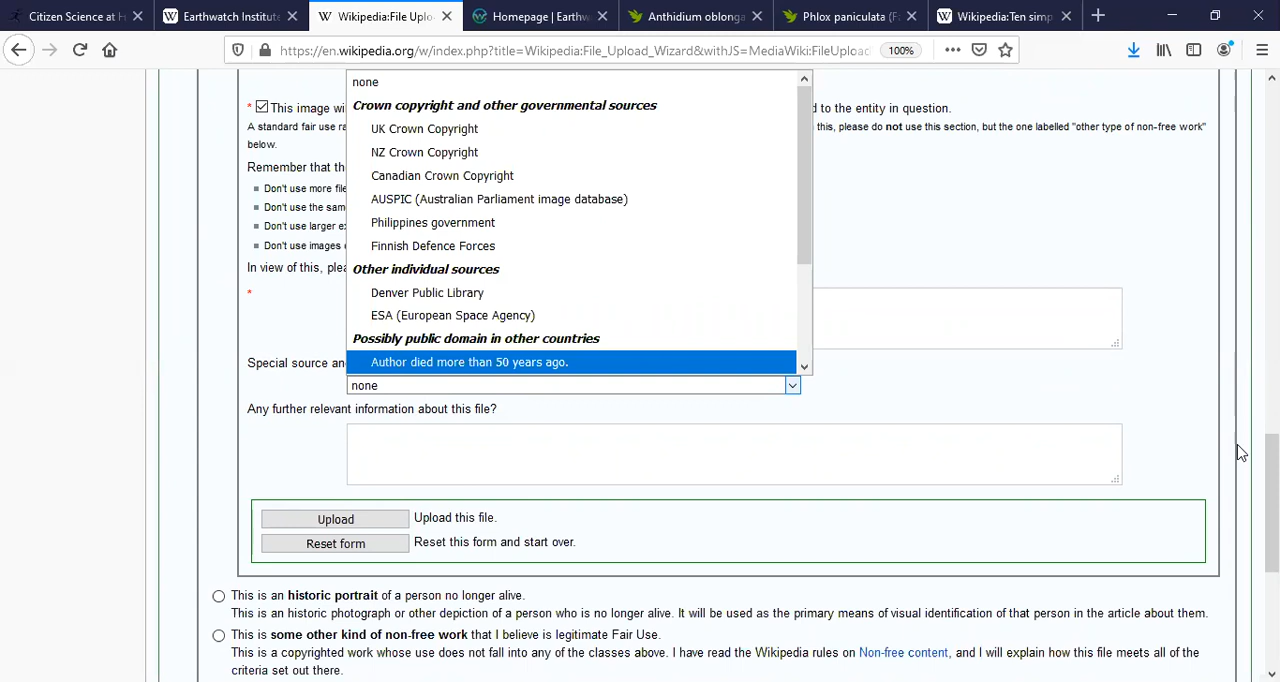 Citizen Science at H
Earthwatch Institute
Wikipedia:File Uplo
Homepage | Earthw
Anthidium oblonga
Phlox paniculata (F
Wikipedia:Ten simp
https://en.wikipedia.org/w/index.php?title=Wikipedia:File_Upload_Wizard&withJS=MediaWiki:FileUploa
100%
none
* This image wi
d to the entity in question.
Crown copyright and other governmental sources
A standard fair use ra
this, please do not use this section, but the one labelled "other type of non-free work"
UK Crown Copyright
below.
NZ Crown Copyright
Remember that the
Canadian Crown Copyright
Don't use more file
AUSPIC (Australian Parliament image database)
Don't use the sam
Philippines government
Don't use larger ex
Finnish Defence Forces
Don't use images
In view of this, plea
Other individual sources
*
Denver Public Library
ESA (European Space Agency)
Possibly public domain in other countries
Special source an
Author died more than 50 years ago.
none
Any further relevant information about this file?
Upload
Upload this file.
Reset form
Reset this form and start over.
This is an historic portrait of a person no longer alive.
This is an historic photograph or other depiction of a person who is no longer alive. It will be used as the primary means of visual identification of that person in the article about them.
This is some other kind of non-free work that I believe is legitimate Fair Use.
This is a copyrighted work whose use does not fall into any of the classes above. I have read the Wikipedia rules on Non-free content, and I will explain how this file meets all of the
criteria set out there.